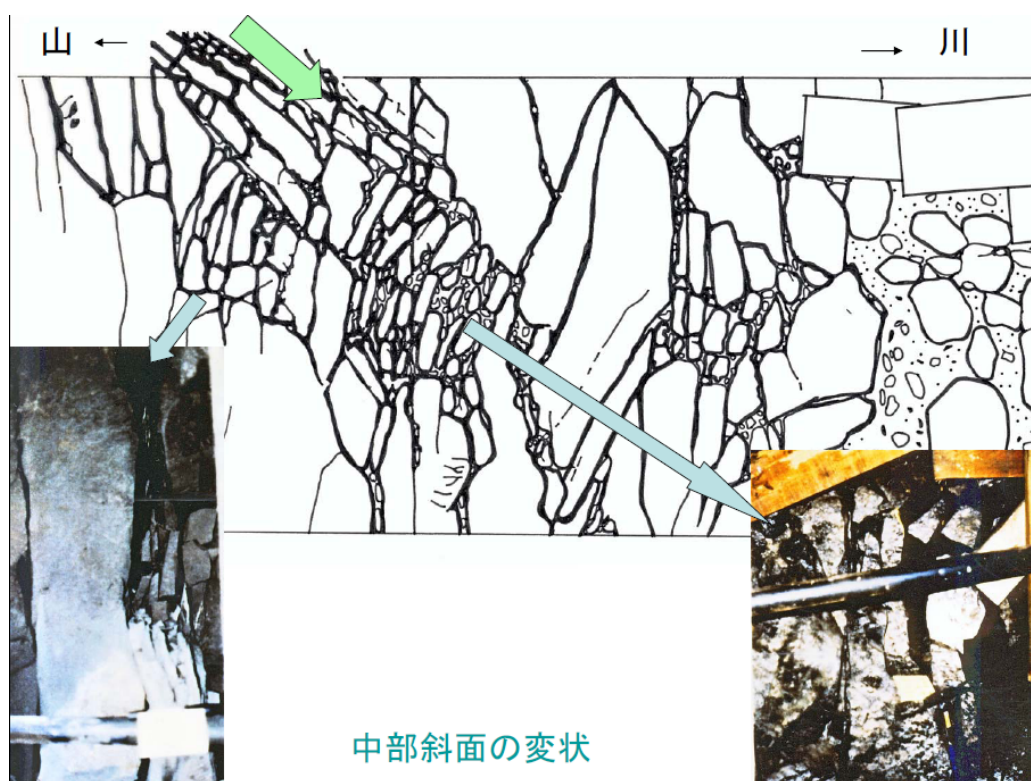 山 ← → 川
中部斜面の変状